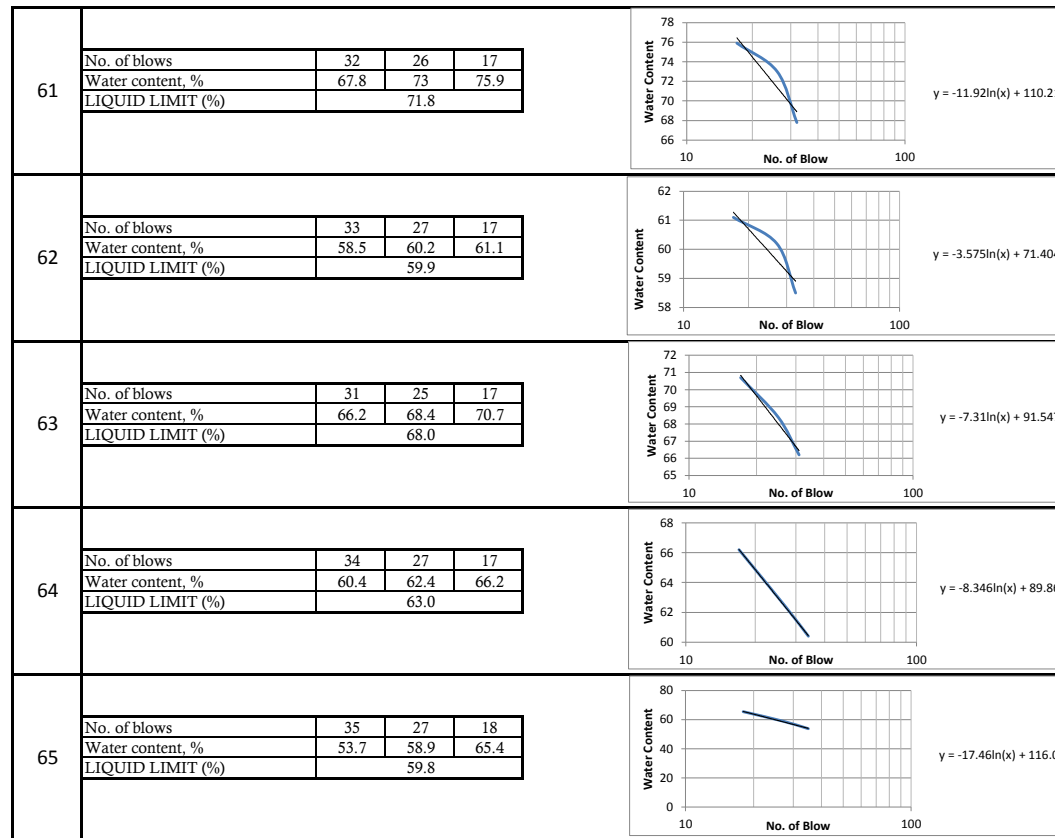 61
No. of blows 32 26 17
Water content, % 67.8 73 75.9
LIQUID LIMIT (%) 71.8
78
76
74
72
70
68
66
Water Content
10 100
No. of Blow
y = -11.92ln(x) + 110.2
62
No. of blows 33 27 17
Water content, % 58.5 60.2 61.1
LIQUID LIMIT (%) 59.9
62
61
60
59
58
Water Content
10 100
No. of Blow
y = -3.575ln(x) + 71.404
63
No. of blows 31 25 17
Water content, % 66.2 68.4 70.7
LIQUID LIMIT (%) 68.0
72
71
70
69
68
67
66
65
Water Content
10 100
No. of Blow
y = -7.31ln(x) + 91.547
64
No. of blows 34 27 17
Water content, % 60.4 62.4 66.2
LIQUID LIMIT (%) 63.0
68
66
64
62
60
Water Content
10 100
No. of Blow
y = -8.346ln(x) + 89.8
65
No. of blows 35 27 18
Water content, % 53.7 58.9 65.4
LIQUID LIMIT (%) 59.8
80
60
40
20
0
Water Content
10 100
No. of Blow
y = -17.46ln(x) + 116.0